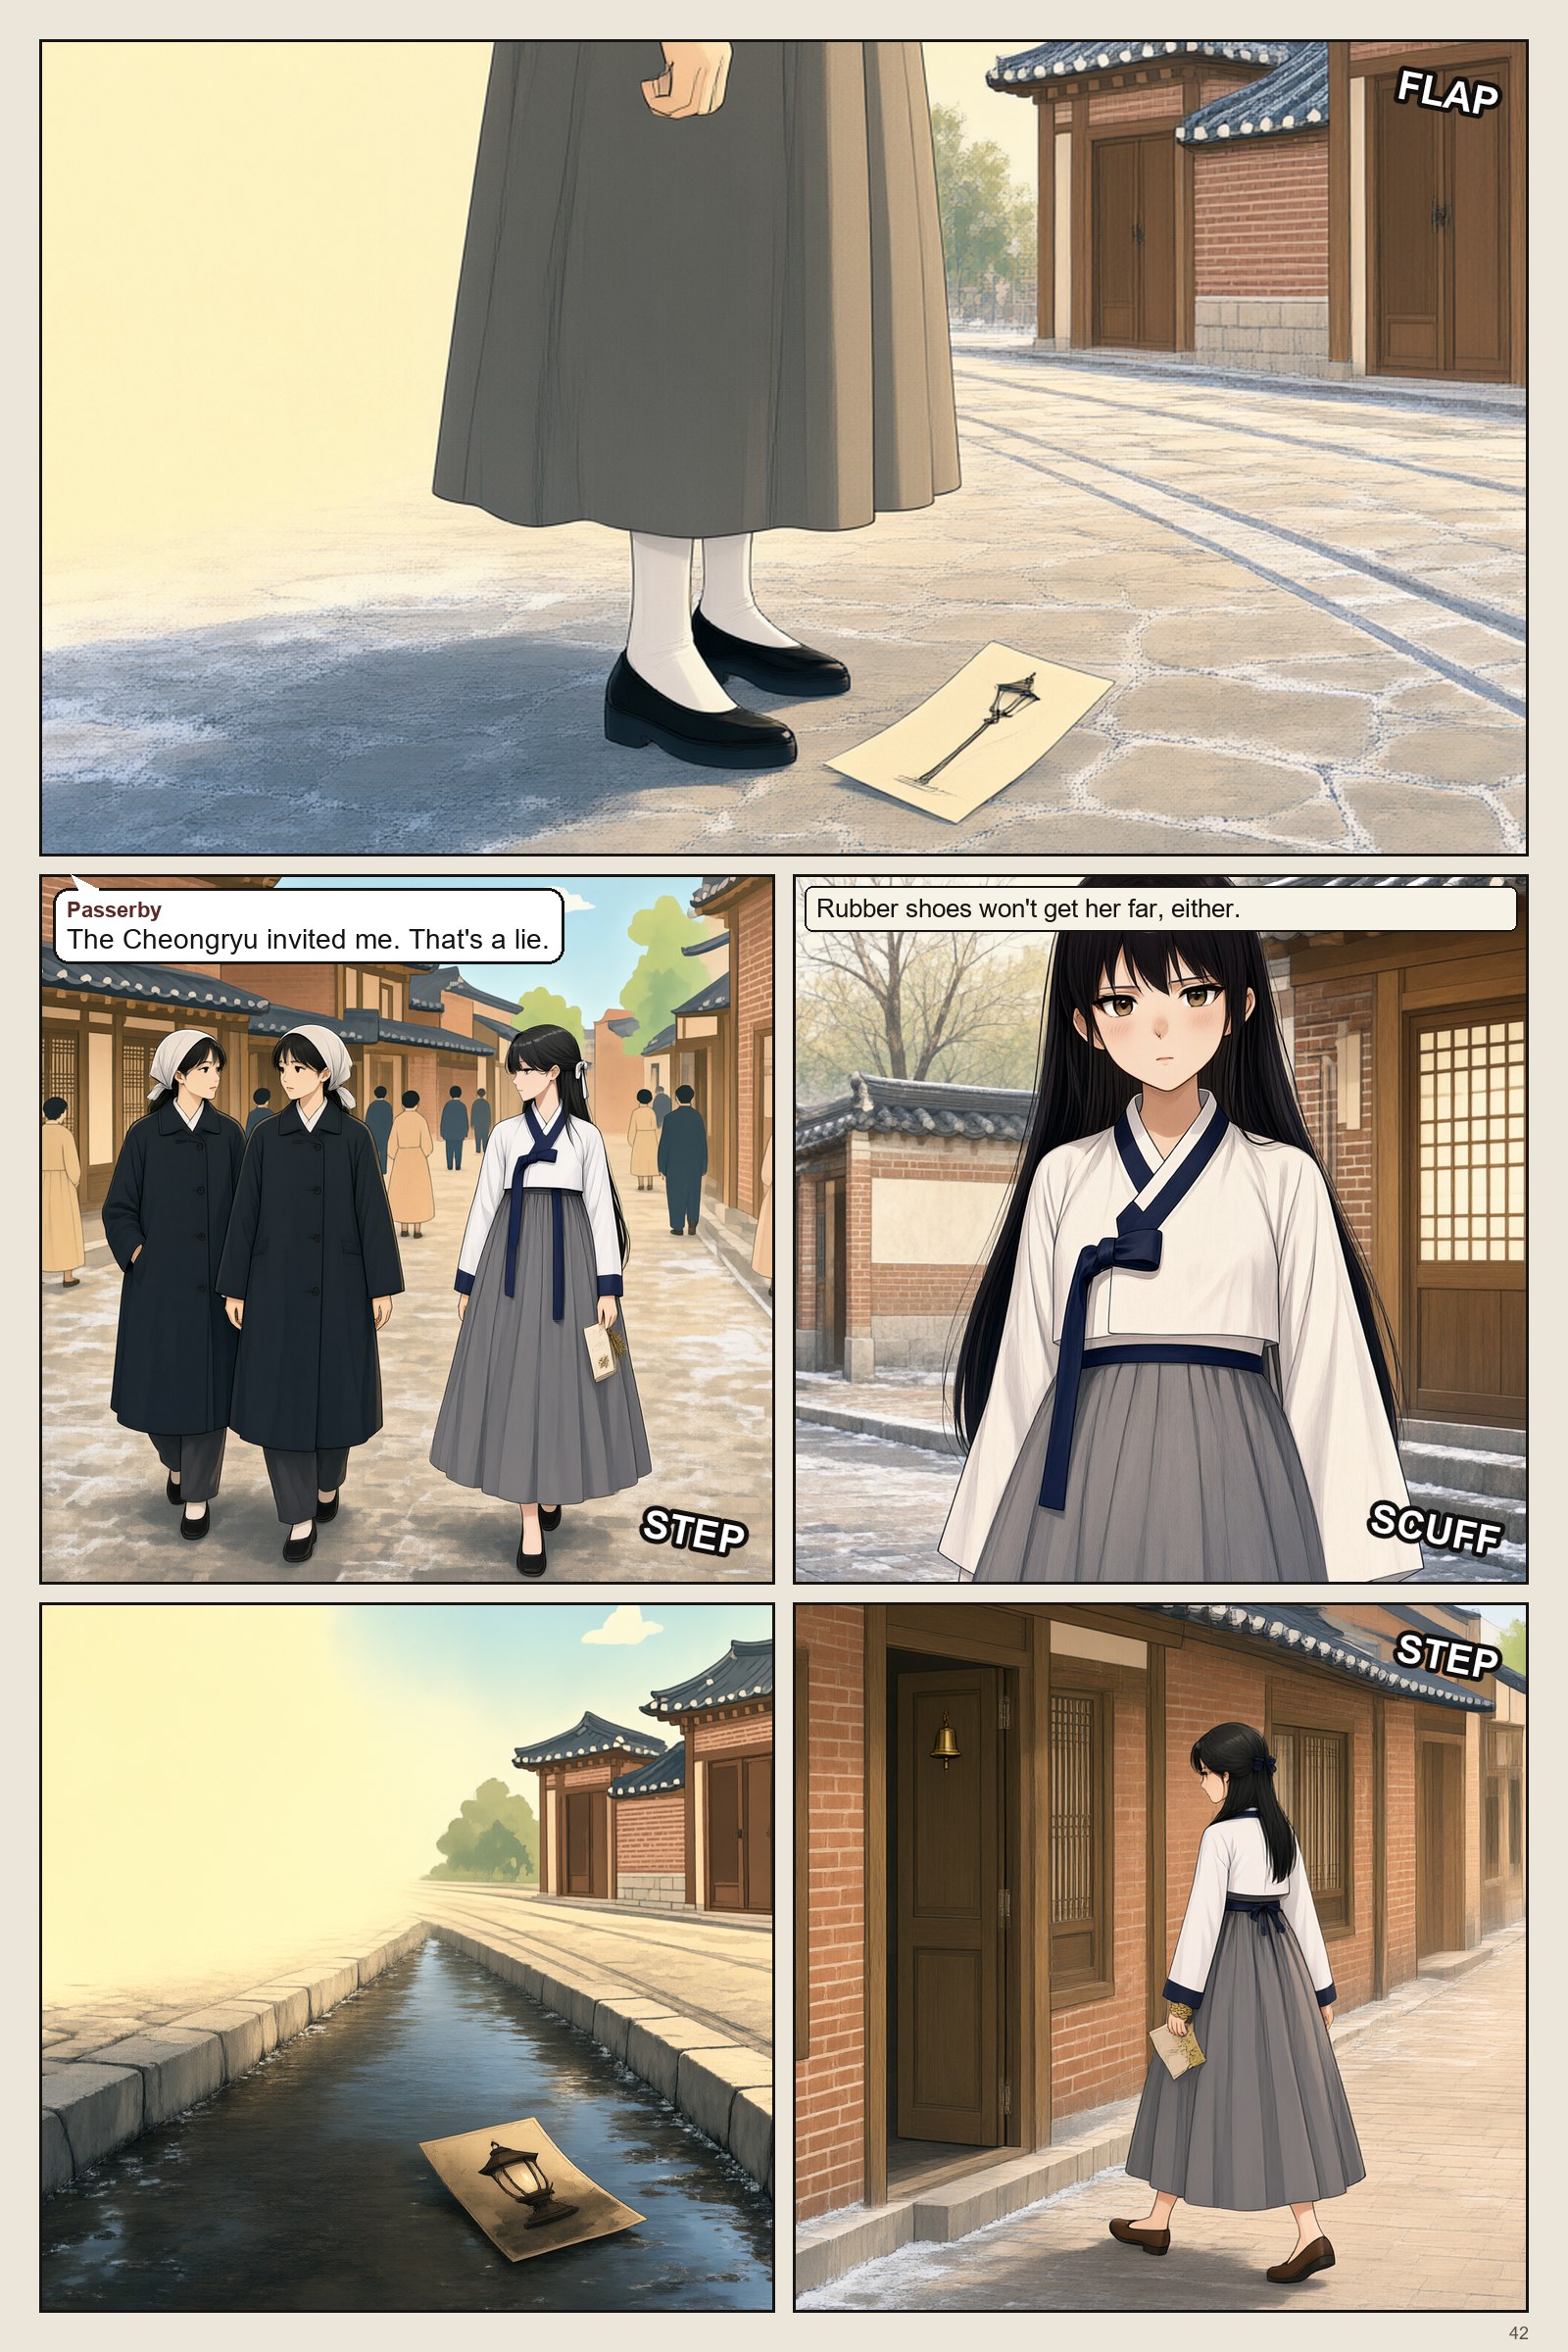 FLAP
Passerby
The Cheongryu invited me. That's a lie.
STEP
Rubber shoes won't get her far, either.
SCUFF
STEP
42